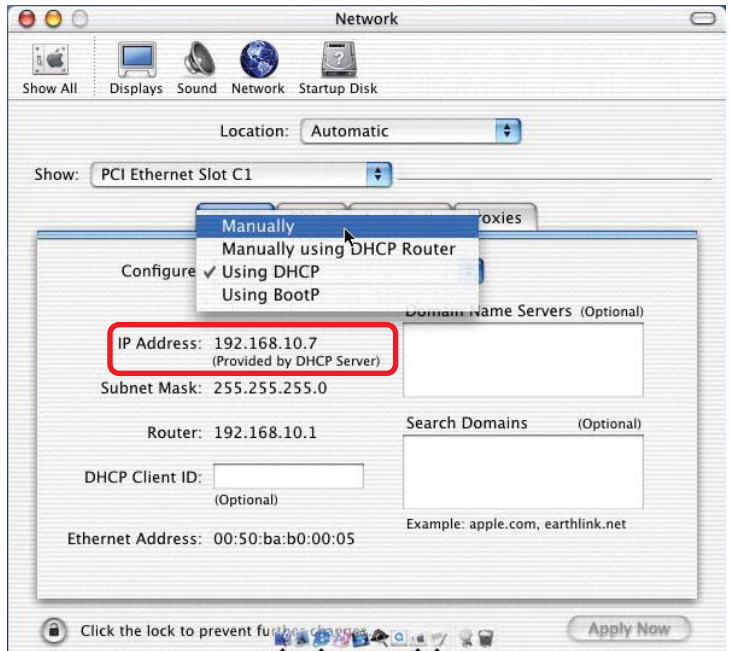 Network
Show All Displays Sound Network Startup Disk
Location: Automatic
Show: PCI Ethernet Slot C1
oxies
Manually
Manually using DHCP Router
Configure ✓ Using DHCP
Using BootP
Domain Name Servers (Optional)
IP Address: 192.168.10.7
(Provided by DHCP Server)
Subnet Mask: 255.255.255.0
Search Domains (Optional)
Router: 192.168.10.1
DHCP Client ID:
(Optional)
Example: apple.com, earthlink.net
Ethernet Address: 00:50:ba:b0:00:05
Click the lock to prevent further changes.
Apply Now